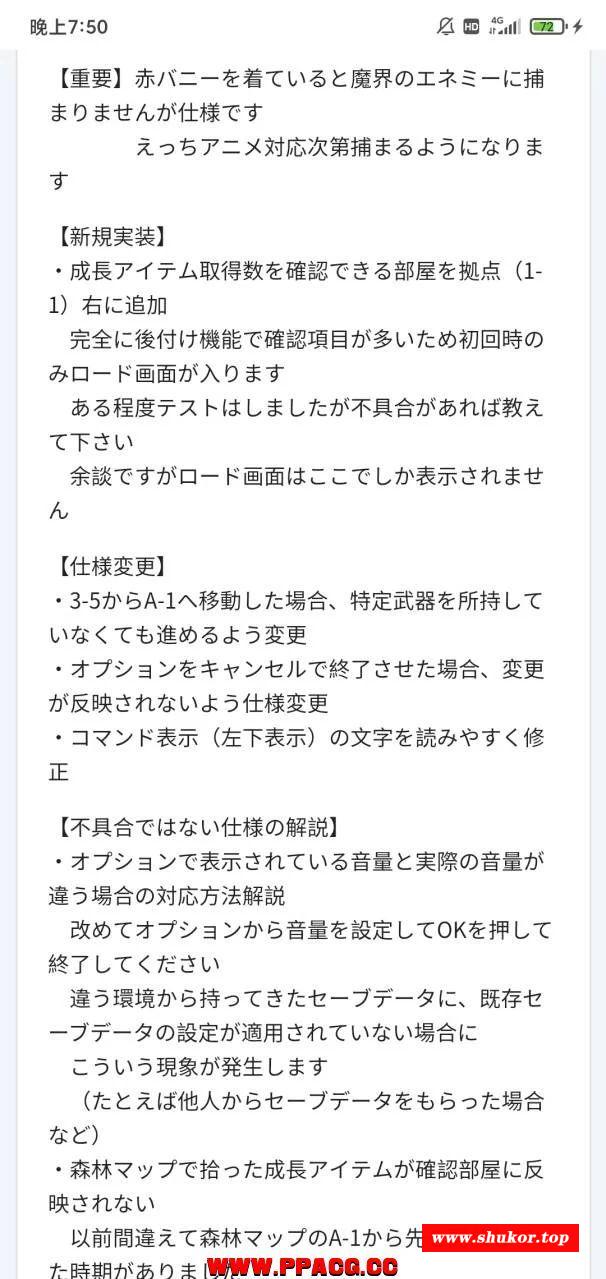 晚上7:50
HD
4G
72
【重要】赤バニーを着ていると魔界のエネミーに捕
まりませんが仕様です
えっちアニメ対応次第捕まるようになりま
す
【新規実装】
・成長アイテム取得数を確認できる部屋を拠点（1-
1）右に追加
完全に後付け機能で確認項目が多いため初回時の
みロード画面が入ります
ある程度テストはしましたが不具合があれば教え
て下さい
余談ですがロード画面はここでしか表示されませ
ん
【仕様変更】
・3-5からA-1へ移動した場合、特定武器を所持して
いなくても進めるよう変更
・オプションをキャンセルで終了させた場合、変更
が反映されないよう仕様変更
・コマンド表示（左下表示）の文字を読みやすく修
正
【不具合ではない仕様の解説】
・オプションで表示されている音量と実際の音量が
違う場合の対応方法解説
改めてオプションから音量を設定してOKを押して
終了してください
違う環境から持ってきたセーブデータに、既存セ
ーブデータの設定が適用されていない場合に
こういう現象が発生します
（たとえば他人からセーブデータをもらった場合
など）
・森林マップで拾った成長アイテムが確認部屋に反
映されない
以前間違えて森林マップのA-1から先
www.shukor.top
た時期がありまし
WWW.PPACG.CC